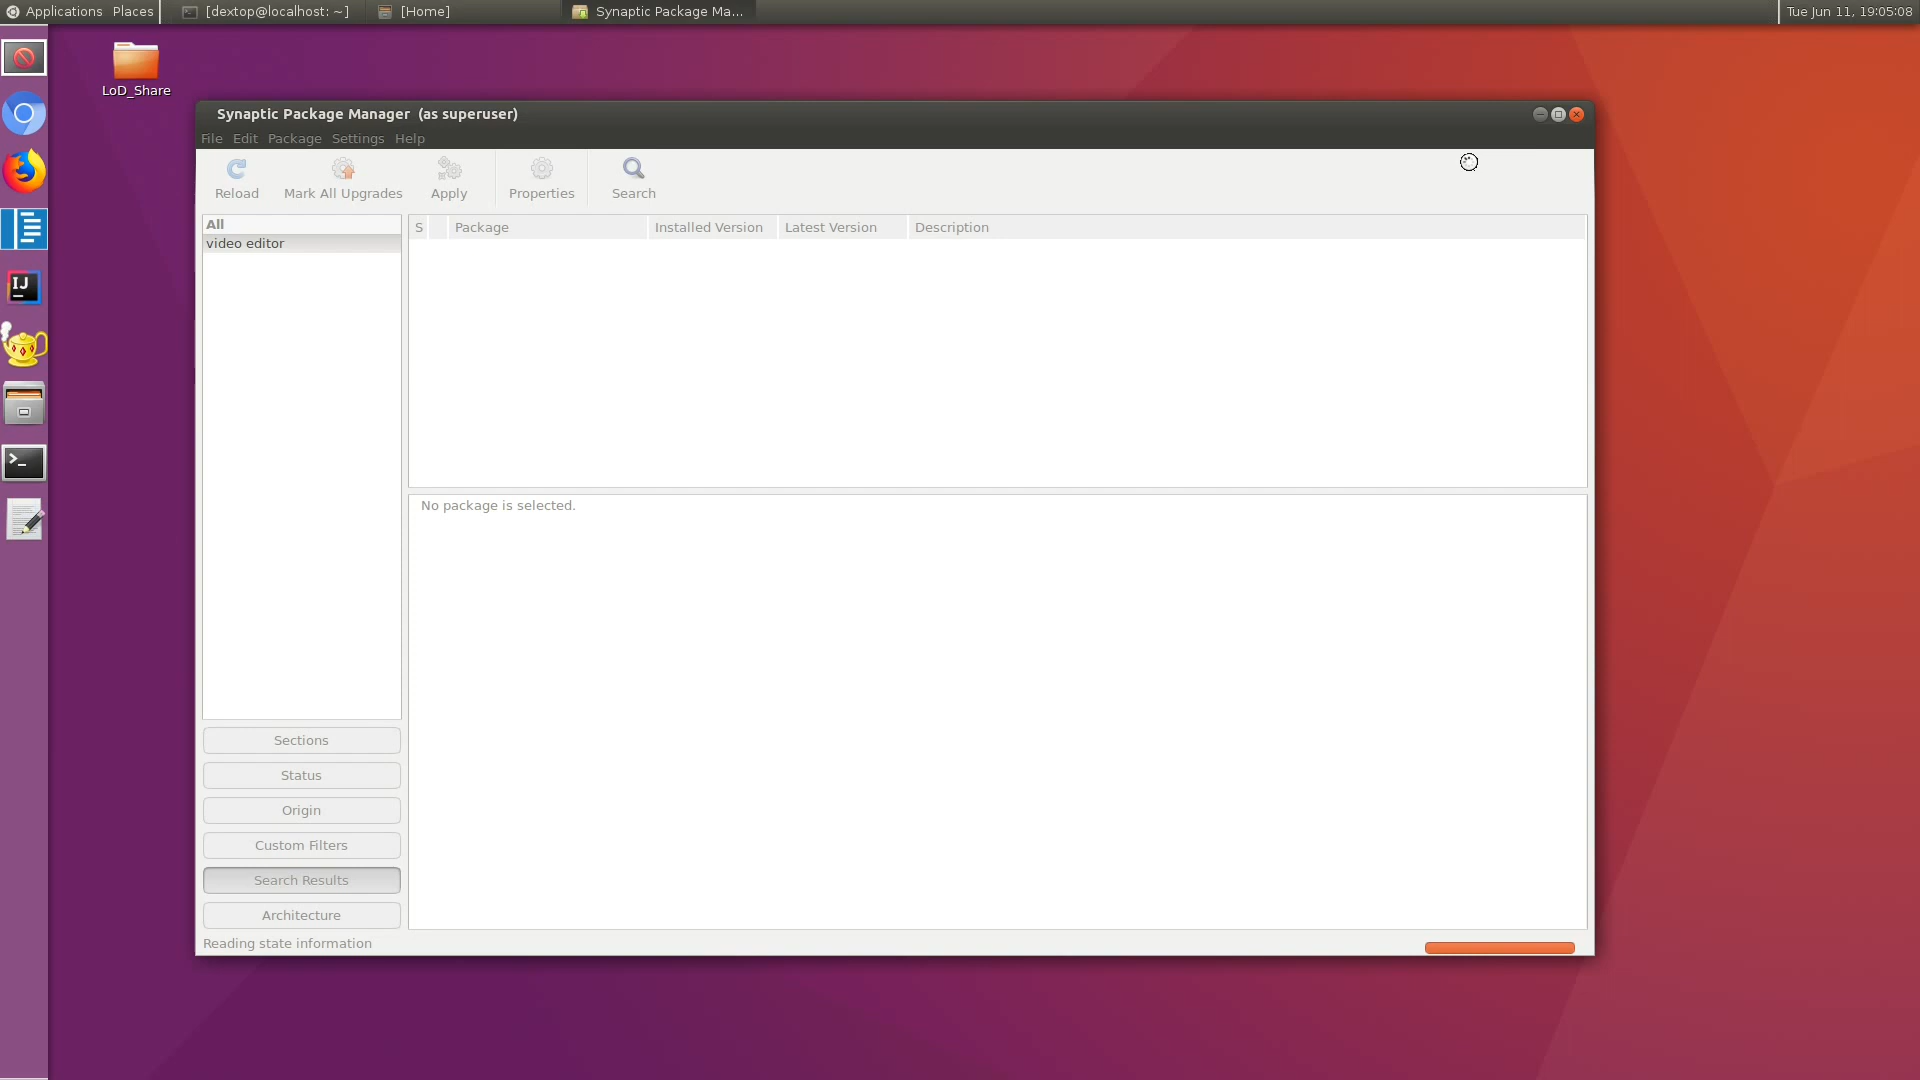 Applications Places [dextop@localhost: ~] [Home] Synaptic Package Ma... Tue Jun 11, 19:05:08
LoD_Share
Synaptic Package Manager (as superuser)
File Edit Package Settings Help
Reload Mark All Upgrades Apply Properties Search
All
video editor
S Package Installed Version Latest Version Description
No package is selected.
Sections
Status
Origin
Custom Filters
Search Results
Architecture
Reading state information
IJ
>_